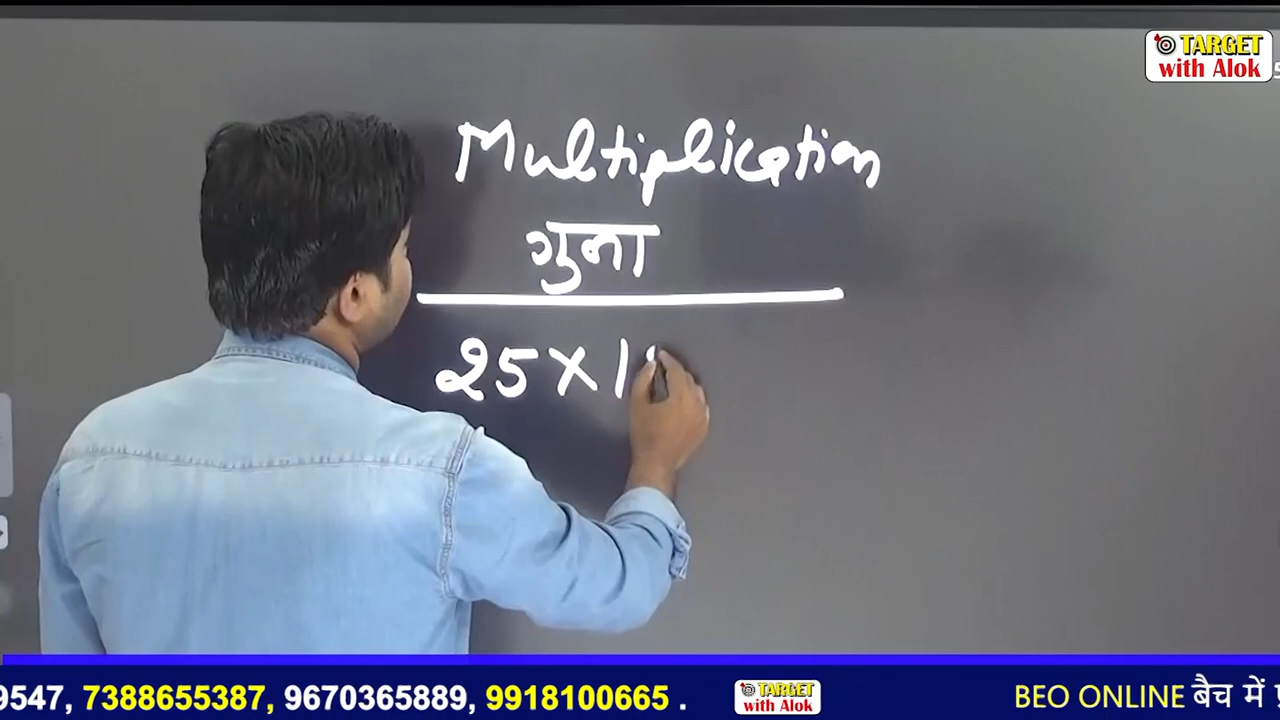 TARGET
with Alok
Multiplication
गुना
25 × 1
9547, 7388655387, 9670365889, 9918100665 .
TARGET
with Alok
BEO ONLINE बैच में